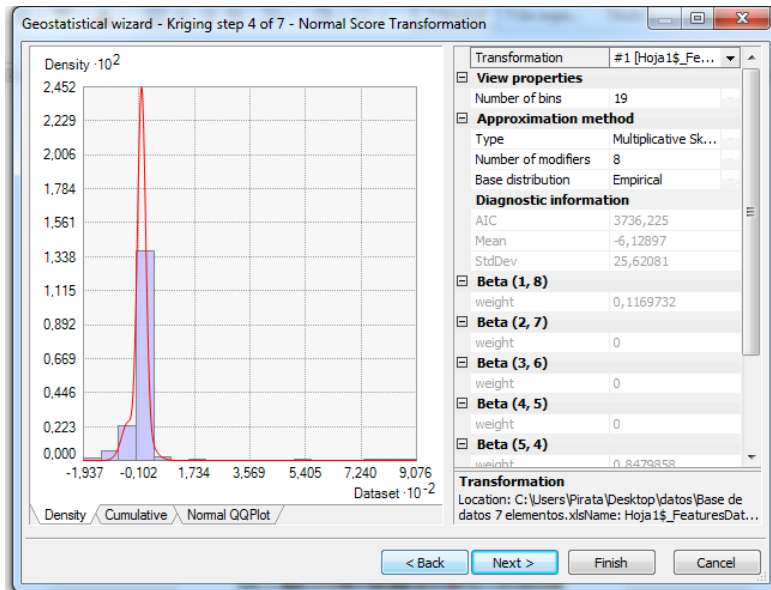 Geostatistical wizard - Kriging step 4 of 7 - Normal Score Transformation
Density ·10²
2,452
2,229
2,006
1,784
1,561
1,338
1,115
0,892
0,669
0,446
0,223
0,000
-1,937 -0,102 1,734 3,569 5,405 7,240 9,076
Dataset ·10⁻²
Density Cumulative Normal QQPlot
Transformation #1 [Hoja1$_Fe...
View properties
Number of bins 19
Approximation method
Type Multiplicative Sk...
Number of modifiers 8
Base distribution Empirical
Diagnostic information
AIC 3736,225
Mean -6,12897
StdDev 25,62081
Beta (1, 8)
weight 0,1169732
Beta (2, 7)
weight 0
Beta (3, 6)
weight 0
Beta (4, 5)
weight 0
Beta (5, 4)
weight 0,8479858
Transformation
Location: C:\Users\Pirata\Desktop\datos\Base de
datos 7 elementos.xlsName: Hoja1$_FeaturesDat...
< Back Next > Finish Cancel